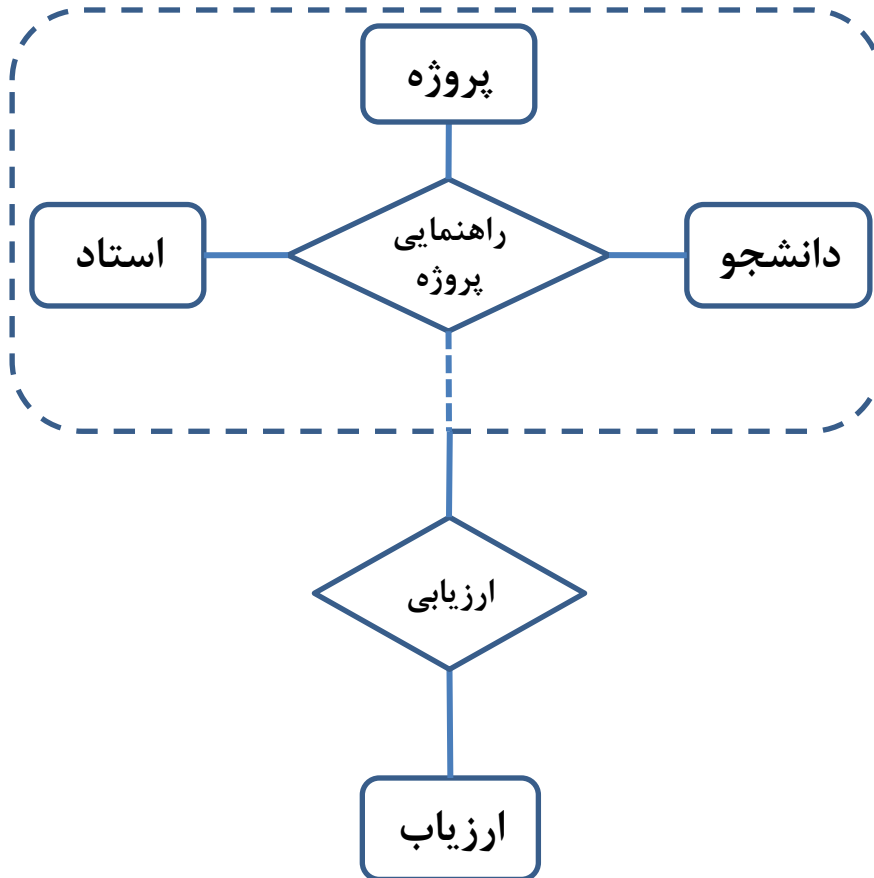 پروژه
دانشجو
راهنمایی
پروژه
استاد
ارزیابی
ارزیاب